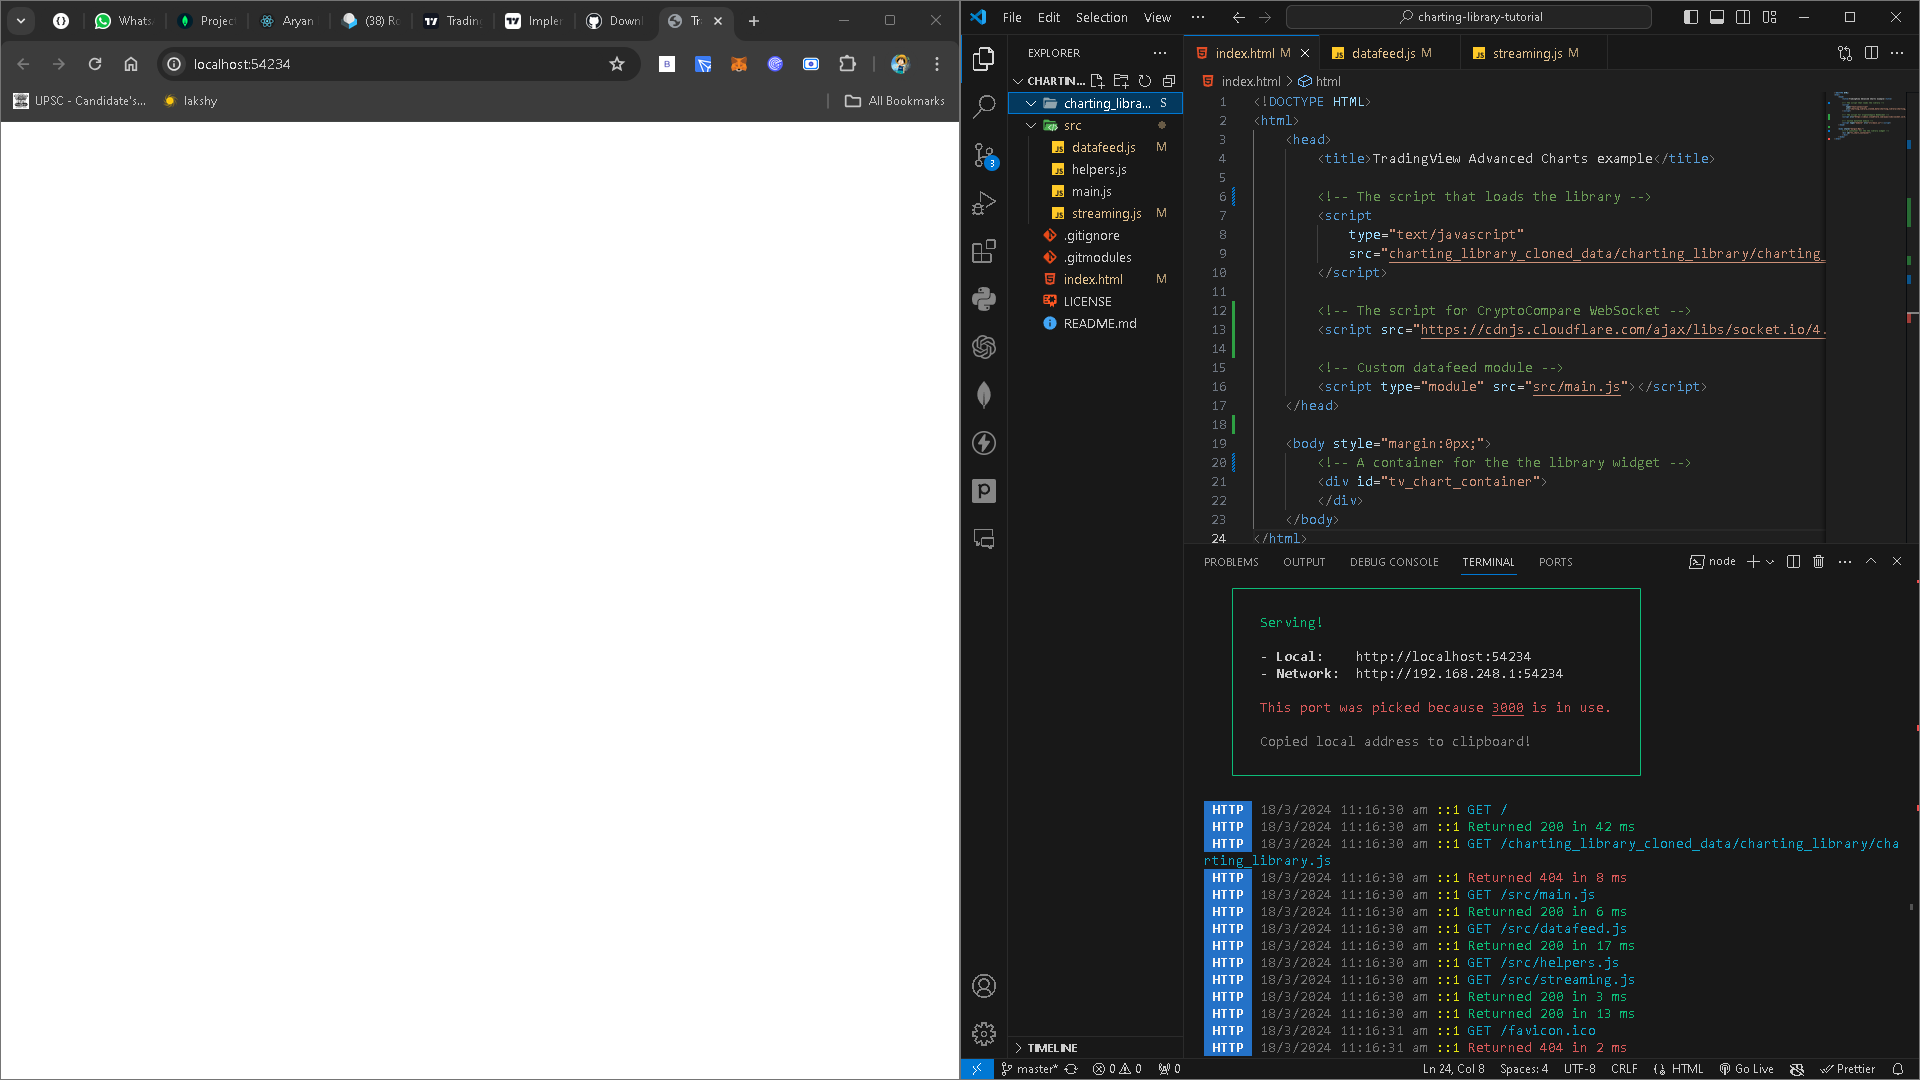 Whats
Project
Aryan
(38) Ro
Trading
Implen
Downl
Tr
localhost:54234
UPSC - Candidate's...
lakshy
All Bookmarks
File Edit Selection View ...
charting-library-tutorial
EXPLORER
CHARTIN...
charting_libra... S
src
datafeed.js M
helpers.js
main.js
streaming.js M
.gitignore
.gitmodules
index.html M
LICENSE
README.md
TIMELINE
3
index.html M
datafeed.js M
streaming.js M
index.html > html
1 <!DOCTYPE HTML>
2 <html>
3 <head>
4 <title>TradingView Advanced Charts example</title>
5
6 <!-- The script that loads the library -->
7 <script
8 type="text/javascript"
9 src="charting_library_cloned_data/charting_library/charting_
10 </script>
11
12 <!-- The script for CryptoCompare WebSocket -->
13 <script src="https://cdnjs.cloudflare.com/ajax/libs/socket.io/4.
14
15 <!-- Custom datafeed module -->
16 <script type="module" src="src/main.js"></script>
17 </head>
18
19 <body style="margin:0px;">
20 <!-- A container for the the library widget -->
21 <div id="tv_chart_container">
22 </div>
23 </body>
24 </html>
PROBLEMS OUTPUT DEBUG CONSOLE TERMINAL PORTS
node
Serving!
- Local: http://localhost:54234
- Network: http://192.168.248.1:54234
This port was picked because 3000 is in use.
Copied local address to clipboard!
HTTP 18/3/2024 11:16:30 am ::1 GET /
HTTP 18/3/2024 11:16:30 am ::1 Returned 200 in 42 ms
HTTP 18/3/2024 11:16:30 am ::1 GET /charting_library_cloned_data/charting_library/cha
rting_library.js
HTTP 18/3/2024 11:16:30 am ::1 Returned 404 in 8 ms
HTTP 18/3/2024 11:16:30 am ::1 GET /src/main.js
HTTP 18/3/2024 11:16:30 am ::1 Returned 200 in 6 ms
HTTP 18/3/2024 11:16:30 am ::1 GET /src/datafeed.js
HTTP 18/3/2024 11:16:30 am ::1 Returned 200 in 17 ms
HTTP 18/3/2024 11:16:30 am ::1 GET /src/helpers.js
HTTP 18/3/2024 11:16:30 am ::1 GET /src/streaming.js
HTTP 18/3/2024 11:16:30 am ::1 Returned 200 in 3 ms
HTTP 18/3/2024 11:16:30 am ::1 Returned 200 in 13 ms
HTTP 18/3/2024 11:16:31 am ::1 GET /favicon.ico
HTTP 18/3/2024 11:16:31 am ::1 Returned 404 in 2 ms
master* 0 0 0 Ln 24, Col 8 Spaces: 4 UTF-8 CRLF HTML Go Live Prettier